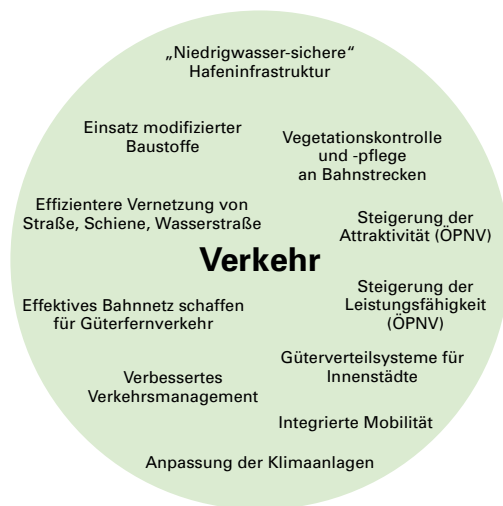 „Niedrigwasser-sichere“
Hafeninfrastruktur
Einsatz modifizierter
Baustoffe
Vegetationskontrolle
und -pflege
an Bahnstrecken
Effizientere Vernetzung von
Straße, Schiene, Wasserstraße
Steigerung der
Attraktivität (ÖPNV)
Verkehr
Effektives Bahnnetz schaffen
für Güterfernverkehr
Steigerung der
Leistungsfähigkeit
(ÖPNV)
Güterverteilsysteme für
Innenstädte
Verbessertes
Verkehrsmanagement
Integrierte Mobilität
Anpassung der Klimaanlagen